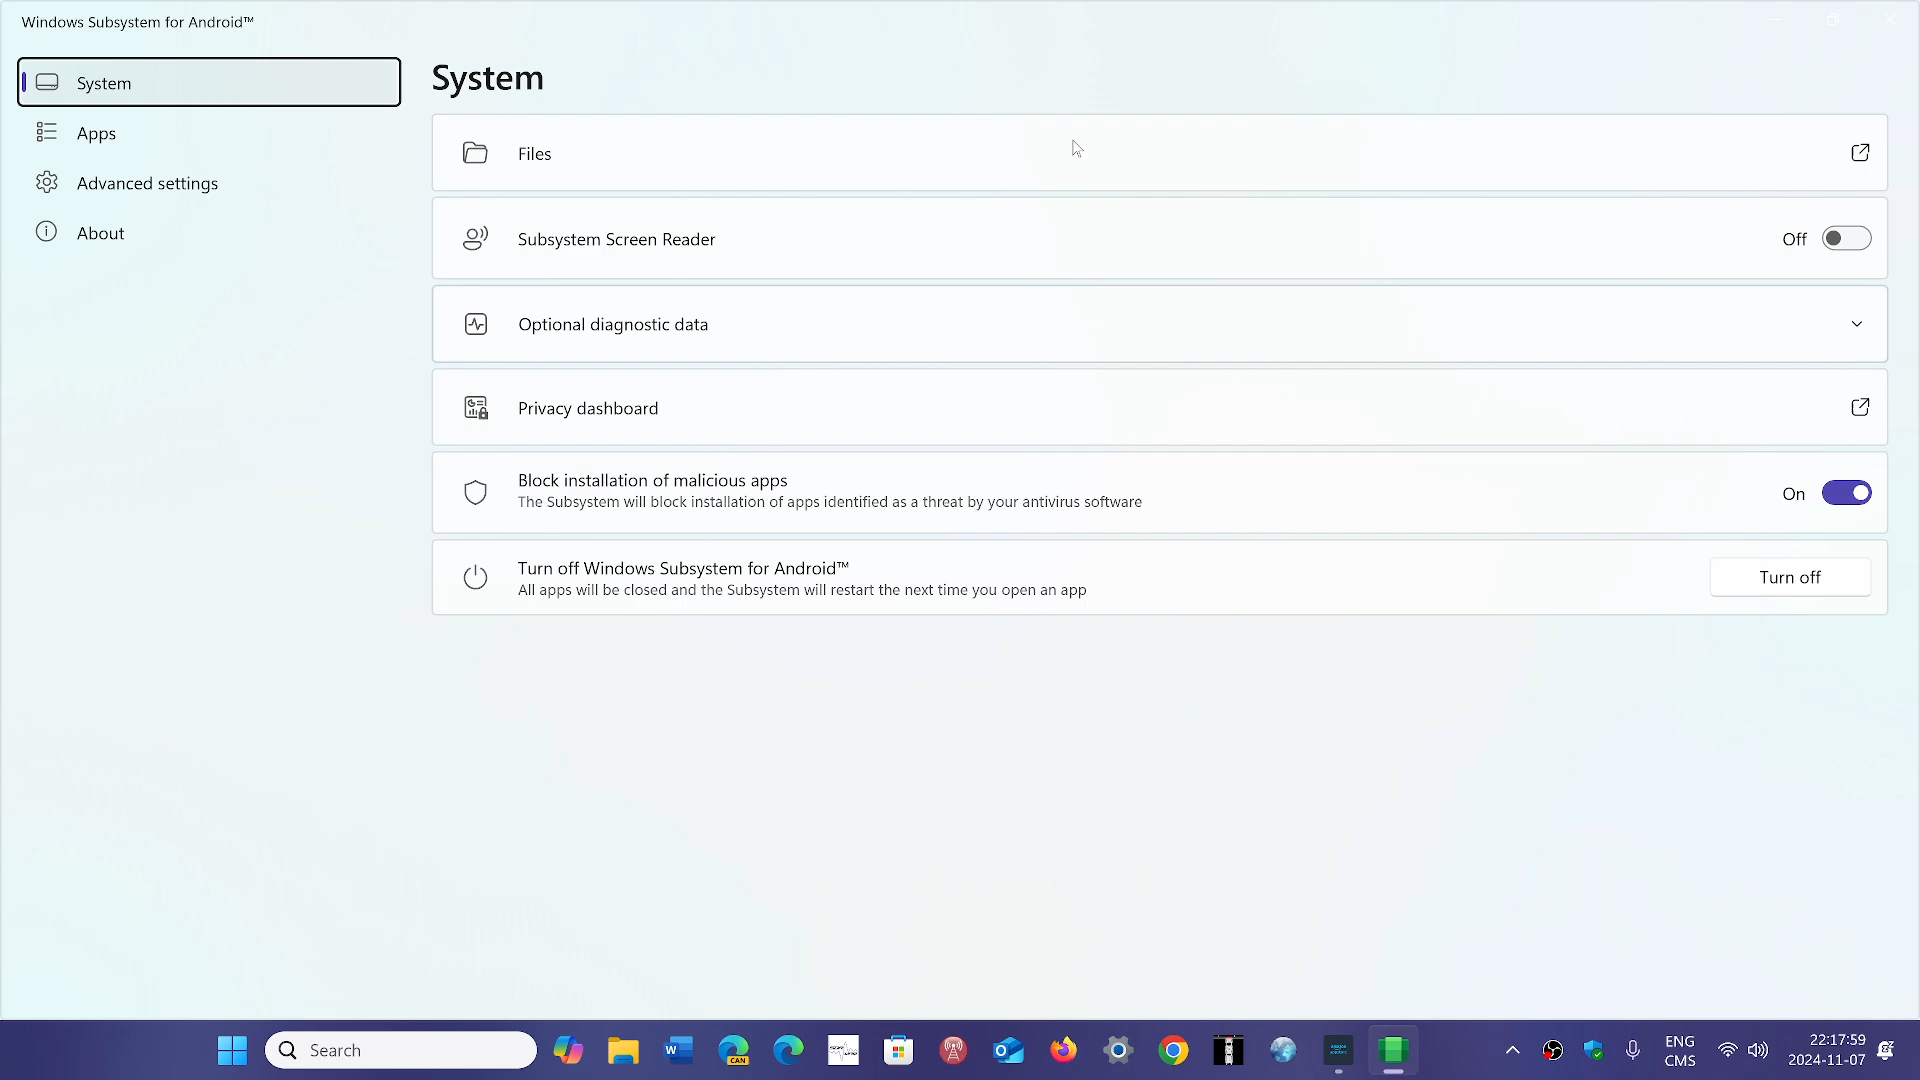 Windows Subsystem for Android™
System
Apps
Advanced settings
About
System
Files
Subsystem Screen Reader
Off
Optional diagnostic data
Privacy dashboard
Block installation of malicious apps
The Subsystem will block installation of apps identified as a threat by your antivirus software
On
Turn off Windows Subsystem for Android™
All apps will be closed and the Subsystem will restart the next time you open an app
Turn off
Search
CAN
ENG
CMS
22:17:59
2024-11-07